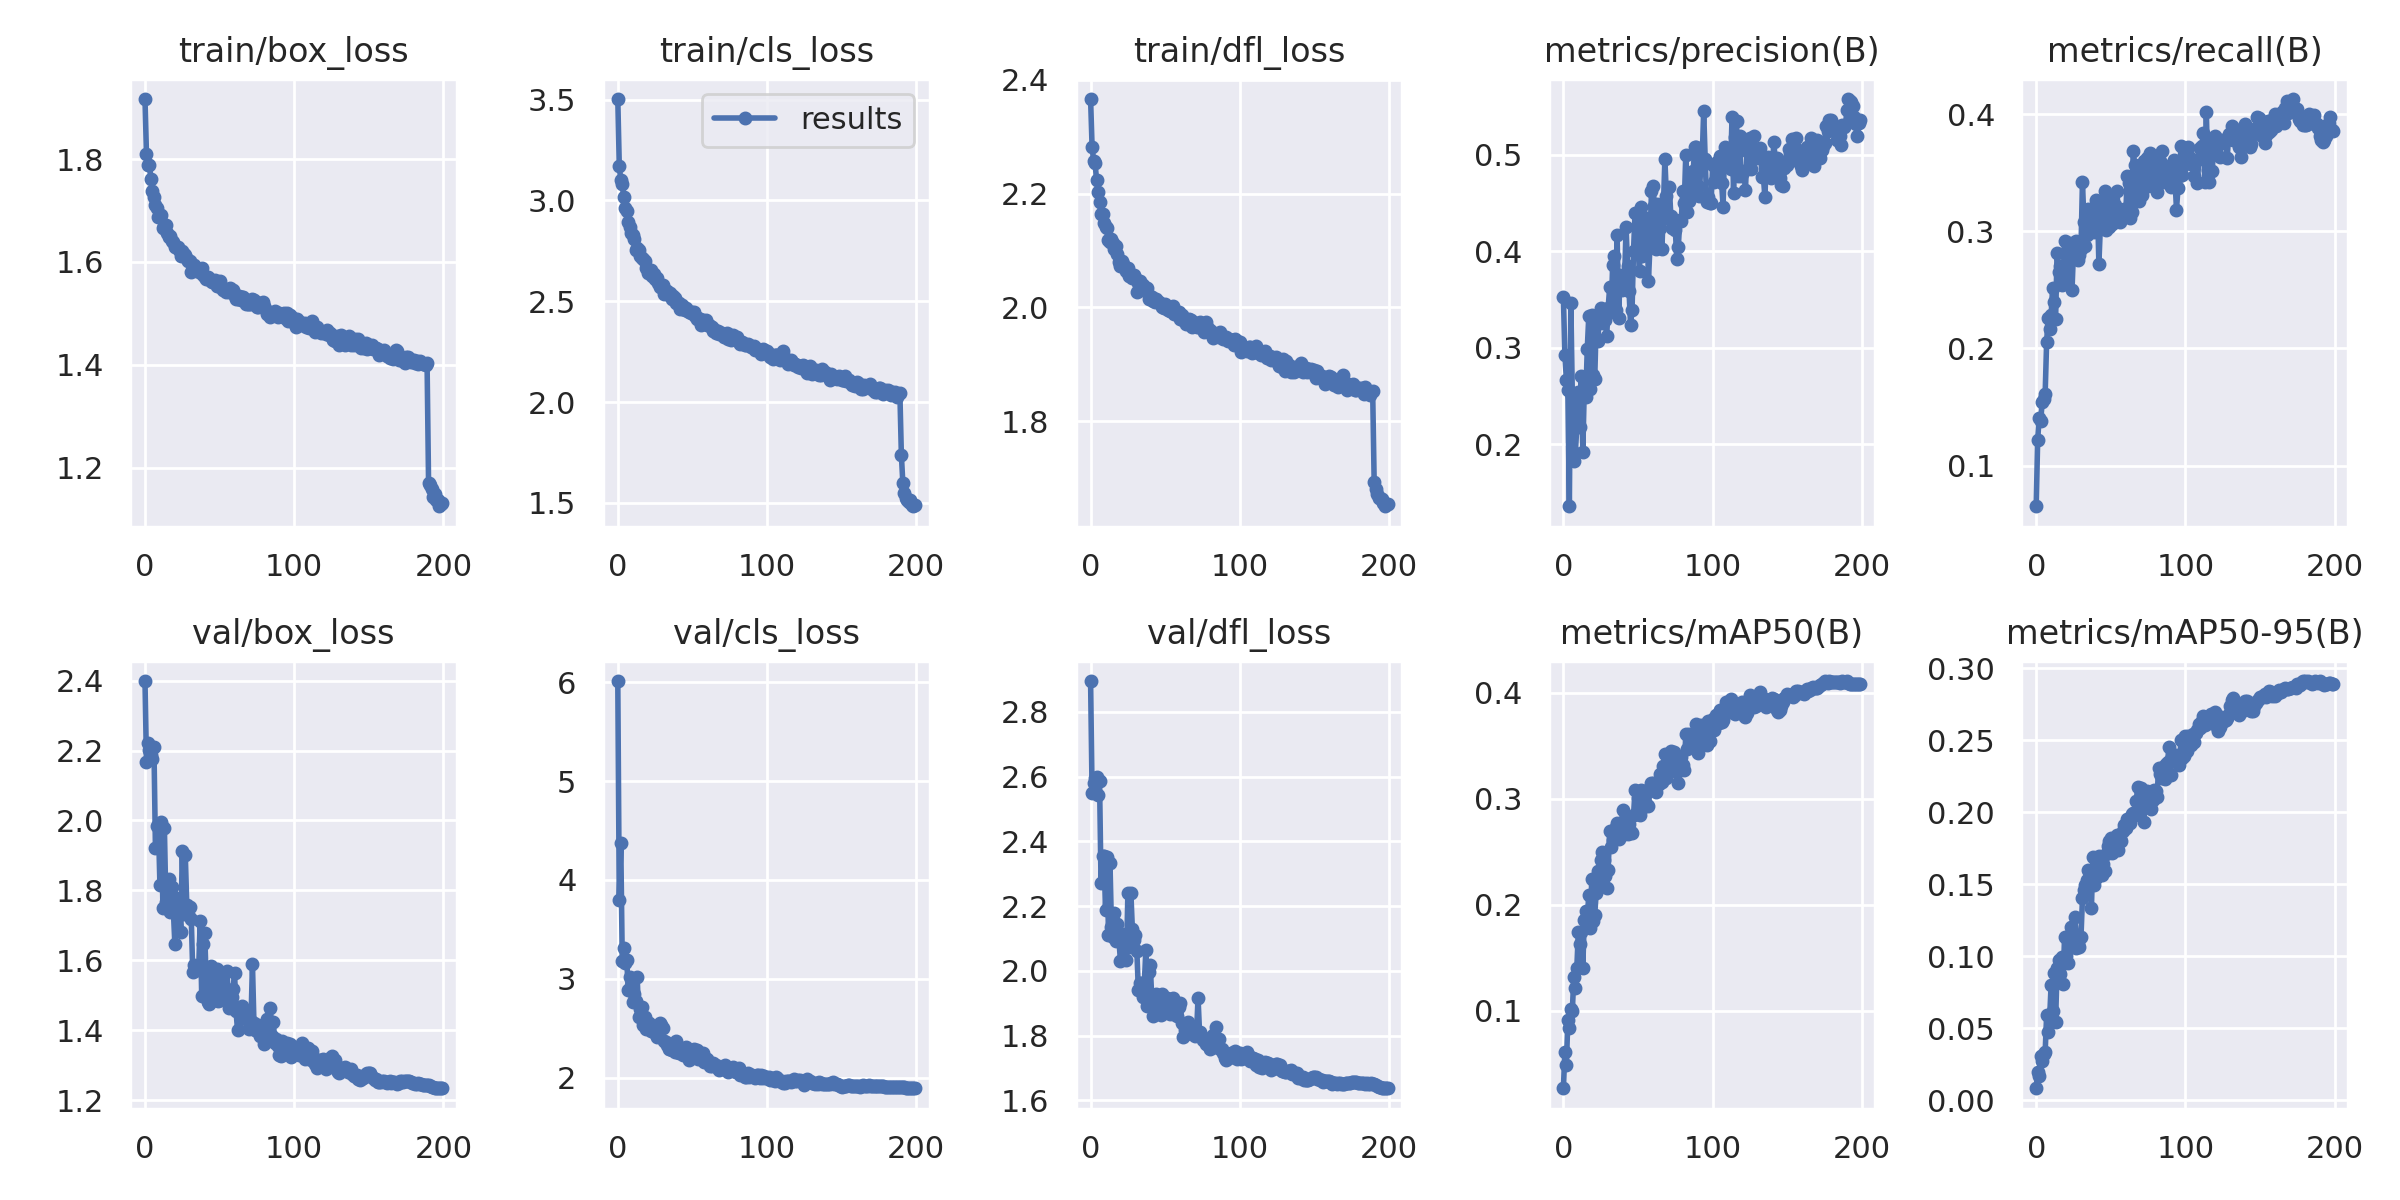 train/box_loss
1.8
1.6
1.4
1.2
0 100 200
train/cls_loss
results
3.5
3.0
2.5
2.0
1.5
0 100 200
train/dfl_loss
2.4
2.2
2.0
1.8
0 100 200
metrics/precision(B)
0.5
0.4
0.3
0.2
0 100 200
metrics/recall(B)
0.4
0.3
0.2
0.1
0 100 200
val/box_loss
2.4
2.2
2.0
1.8
1.6
1.4
1.2
0 100 200
val/cls_loss
6
5
4
3
2
0 100 200
val/dfl_loss
2.8
2.6
2.4
2.2
2.0
1.8
1.6
0 100 200
metrics/mAP50(B)
0.4
0.3
0.2
0.1
0 100 200
metrics/mAP50-95(B)
0.30
0.25
0.20
0.15
0.10
0.05
0.00
0 100 200